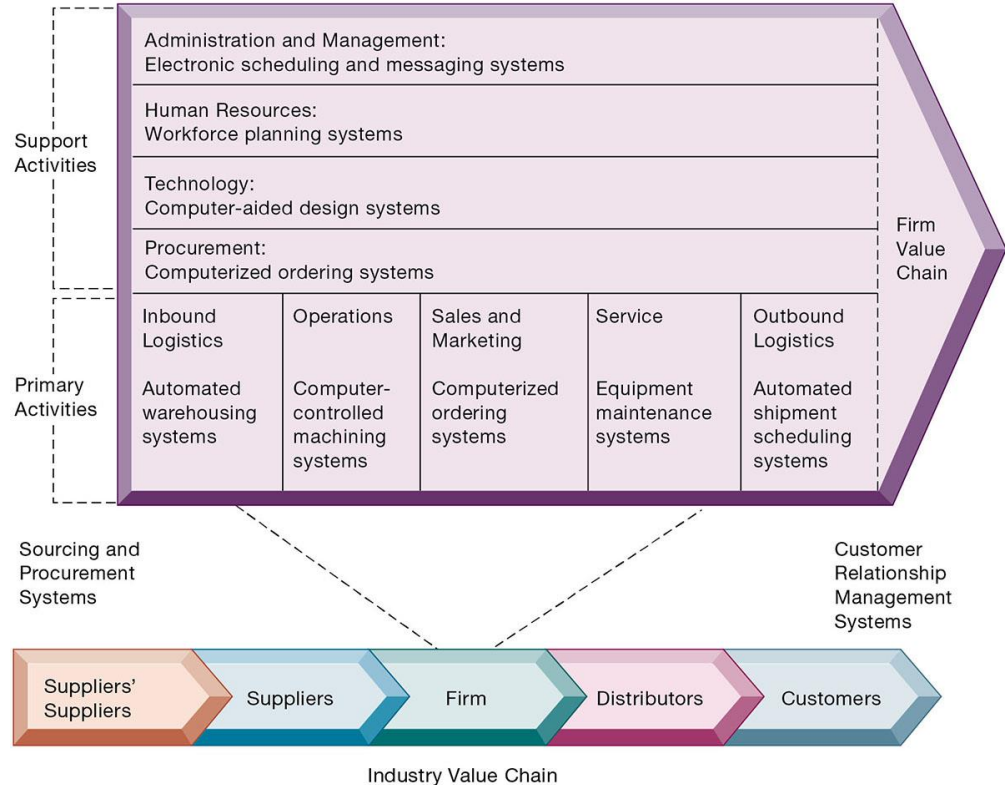 Administration and Management:
Electronic scheduling and messaging systems
Human Resources:
Workforce planning systems
Support
Activities
Technology:
Computer-aided design systems
Procurement:
Computerized ordering systems
Firm
Value
Chain
Primary
Activities
Inbound
Logistics
Automated
warehousing
systems
Operations
Computer-
controlled
machining
systems
Sales and
Marketing
Computerized
ordering
systems
Service
Equipment
maintenance
systems
Outbound
Logistics
Automated
shipment
scheduling
systems
Sourcing and
Procurement
Systems
Customer
Relationship
Management
Systems
Suppliers’
Suppliers
Suppliers
Firm
Distributors
Customers
Industry Value Chain